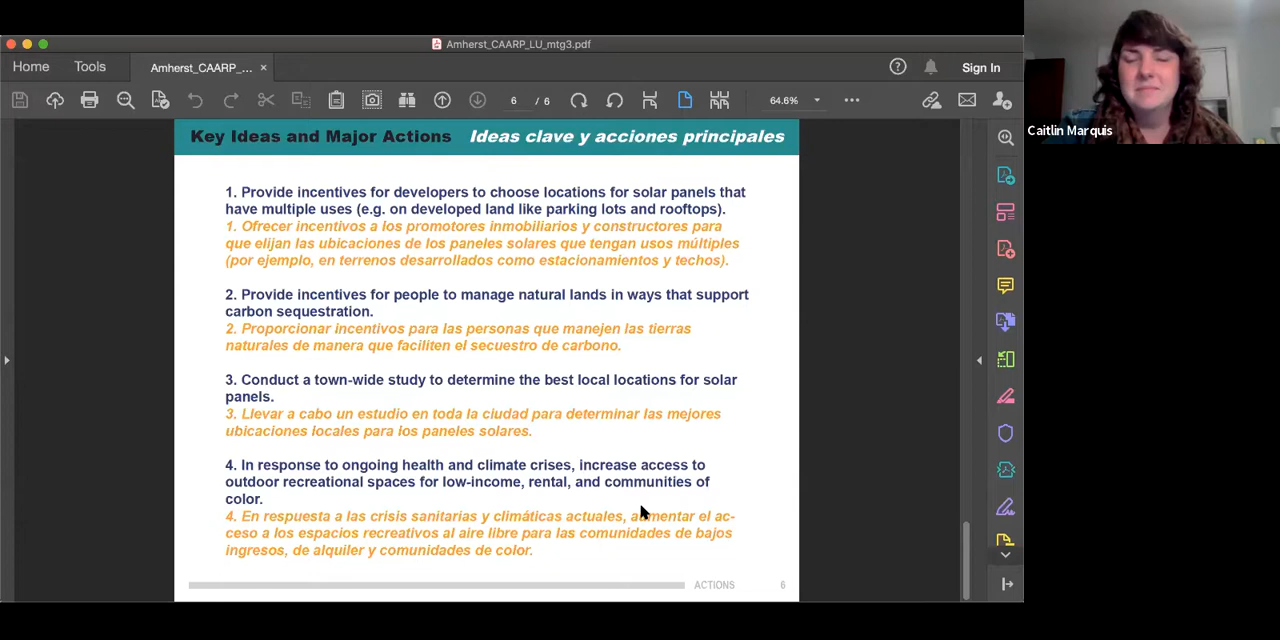 Amherst_CAARP_LU_mtg3.pdf
Home Tools Amherst_CAARP_... × Sign In
6 / 6 64.6%
Caitlin Marquis
Key Ideas and Major Actions Ideas clave y acciones principales
1. Provide incentives for developers to choose locations for solar panels that
have multiple uses (e.g. on developed land like parking lots and rooftops).
1. Ofrecer incentivos a los promotores inmobiliarios y constructores para
que elijan las ubicaciones de los paneles solares que tengan usos múltiples
(por ejemplo, en terrenos desarrollados como estacionamientos y techos).
2. Provide incentives for people to manage natural lands in ways that support
carbon sequestration.
2. Proporcionar incentivos para las personas que manejen las tierras
naturales de manera que faciliten el secuestro de carbono.
3. Conduct a town-wide study to determine the best local locations for solar
panels.
3. Llevar a cabo un estudio en toda la ciudad para determinar las mejores
ubicaciones locales para los paneles solares.
4. In response to ongoing health and climate crises, increase access to
outdoor recreational spaces for low-income, rental, and communities of
color.
4. En respuesta a las crisis sanitarias y climáticas actuales, aumentar el ac-
ceso a los espacios recreativos al aire libre para las comunidades de bajos
ingresos, de alquiler y comunidades de color.
ACTIONS 6